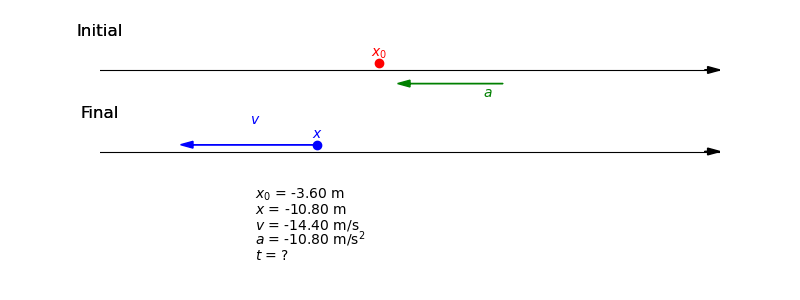 Initial
x₀
a
Final
v
x
x₀ = -3.60 m
x = -10.80 m
v = -14.40 m/s
a = -10.80 m/s²
t = ?